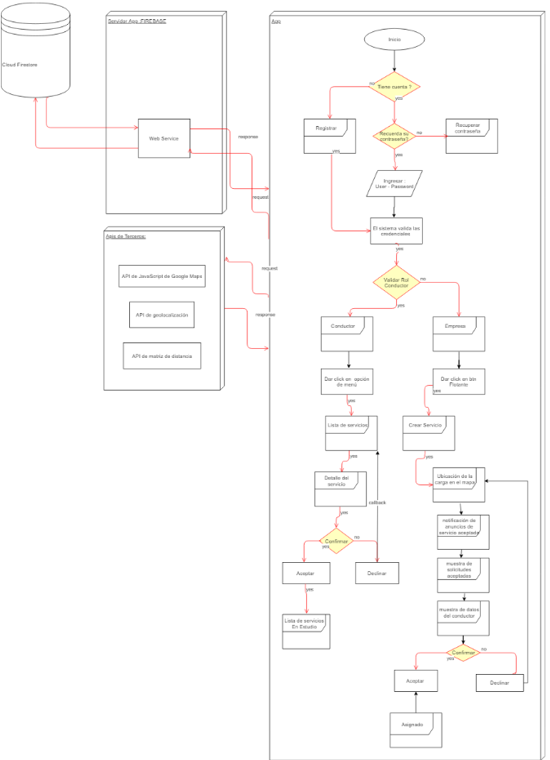 Servidor App .FIREBASE
App
Cloud Firestore
Web Service
response
request
Inicio
no
Tiene cuenta ?
yes
Registrar
yes
Recuerda su
contraseña?
no
yes
Recuperar
contraseña
Ingresar :
User - Password
El sistema valida las
credenciales
yes
Apis de Terceros:
API de JavaScript de Google Maps
API de geolocalización
API de matriz de distancia
request
response
Validar Rol
Conductor
no
yes
Conductor
Empresa
Dar click en opción
de menú
yes
Dar click en btn
Flotante
yes
Lista de servicios
yes
Crear Servicio
yes
Detalle del
servicio
yes
callback
Ubicación de la
carga en el mapa
notificación de
anuncios de
servicio aceptado
muestra de
solicitudes
aceptadas
muestra de datos
del conductor
Confirmar
no
yes
Aceptar
Declinar
yes
Lista de servicios
En Estudio
Confirmar
no
yes
Aceptar
Declinar
Asignado